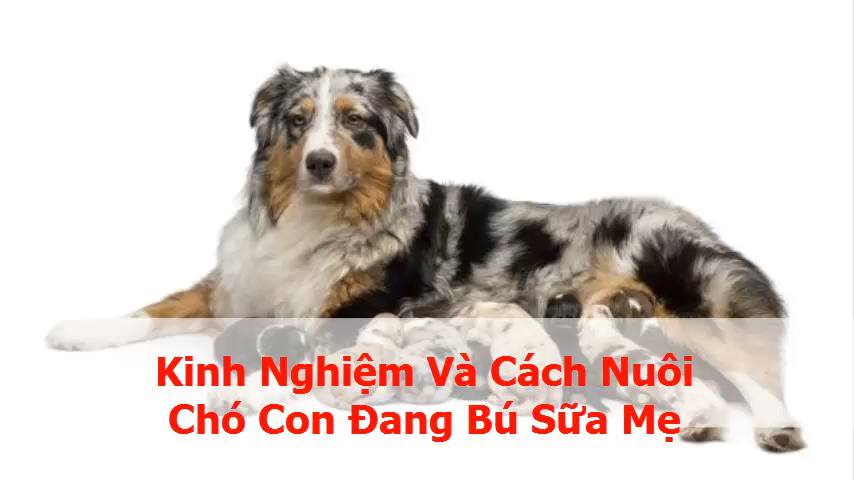 Kinh Nghiệm Và Cách Nuôi
Chó Con Đang Bú Sữa Mẹ